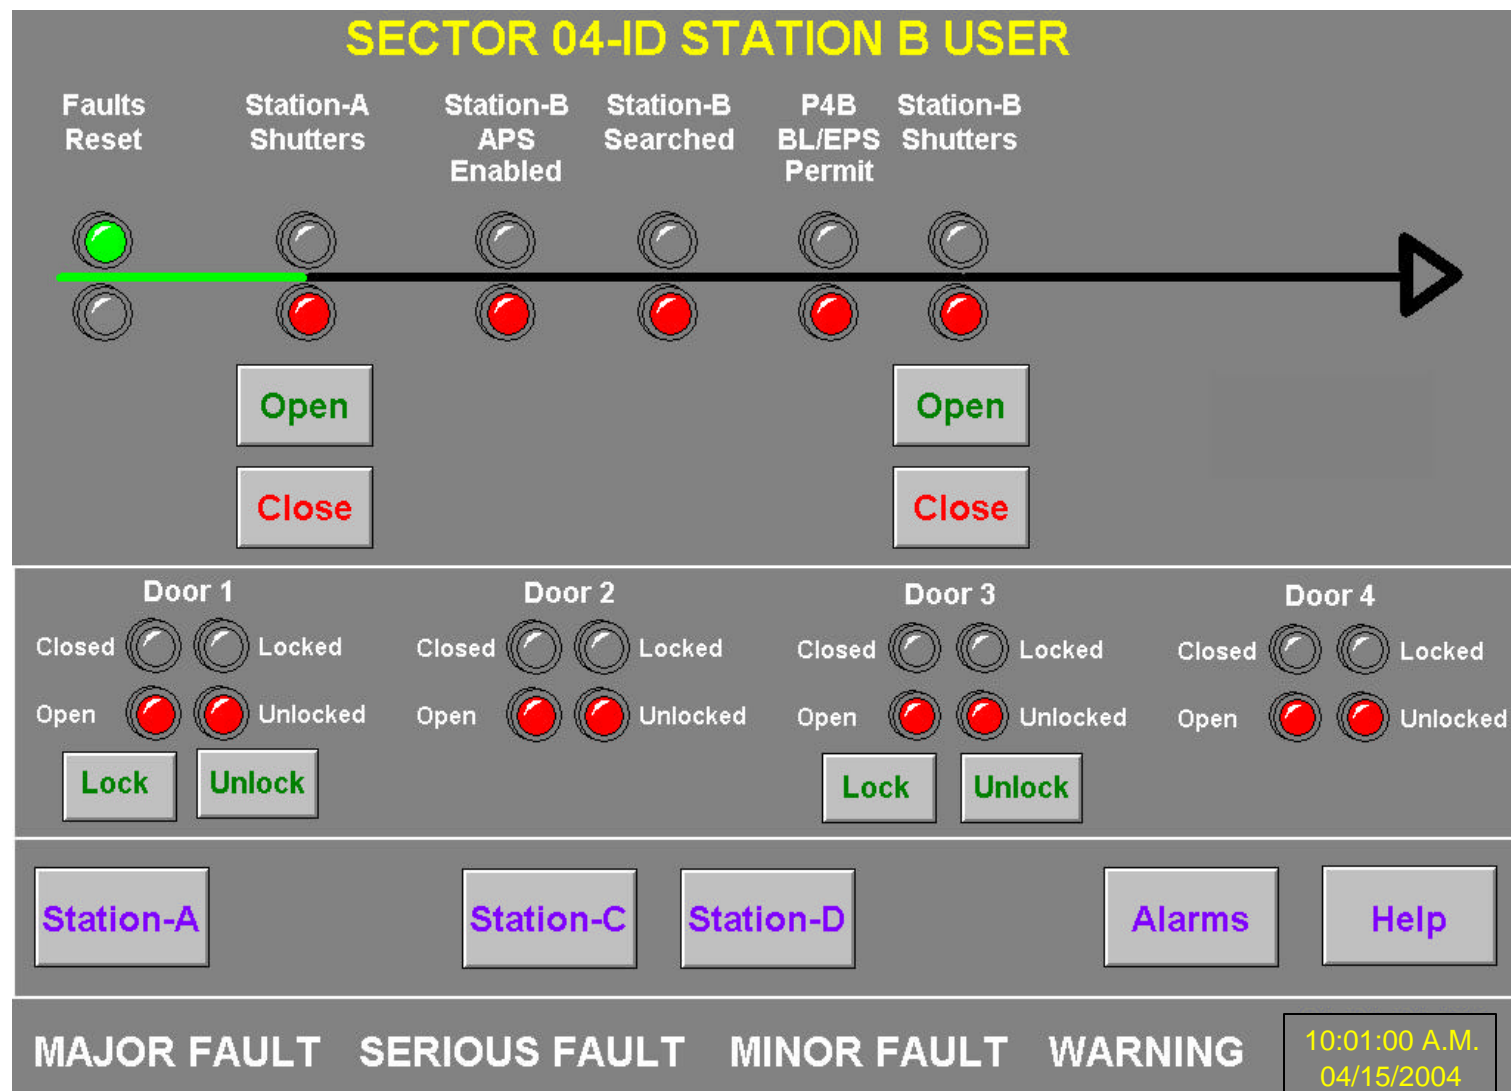 SECTOR 04-ID STATION B USER
Faults Reset
Station-A Shutters
Station-B APS Enabled
Station-B Searched
P4B BL/EPS Permit
Station-B Shutters
Open
Open
Close
Close
Door 1
Door 2
Door 3
Door 4
Closed Locked
Closed Locked
Closed Locked
Closed Locked
Open Unlocked
Open Unlocked
Open Unlocked
Open Unlocked
Lock Unlock
Lock Unlock
Station-A
Station-C
Station-D
Alarms
Help
MAJOR FAULT
SERIOUS FAULT
MINOR FAULT
WARNING
10:01:00 A.M.
04/15/2004